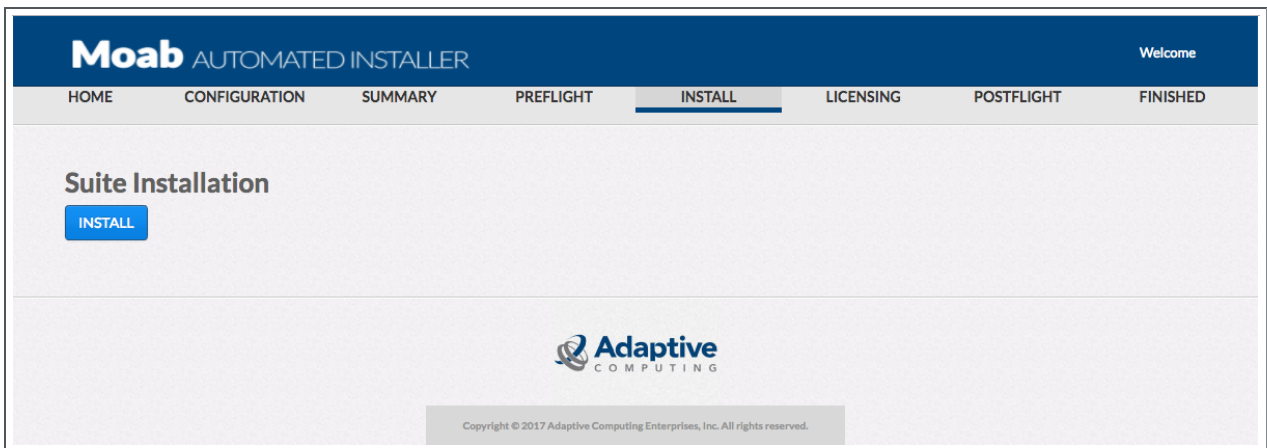 Moab AUTOMATED INSTALLER
Welcome
HOME CONFIGURATION SUMMARY PREFLIGHT INSTALL LICENSING POSTFLIGHT FINISHED
Suite Installation
INSTALL
Adaptive
COMPUTING
Copyright © 2017 Adaptive Computing Enterprises, Inc. All rights reserved.